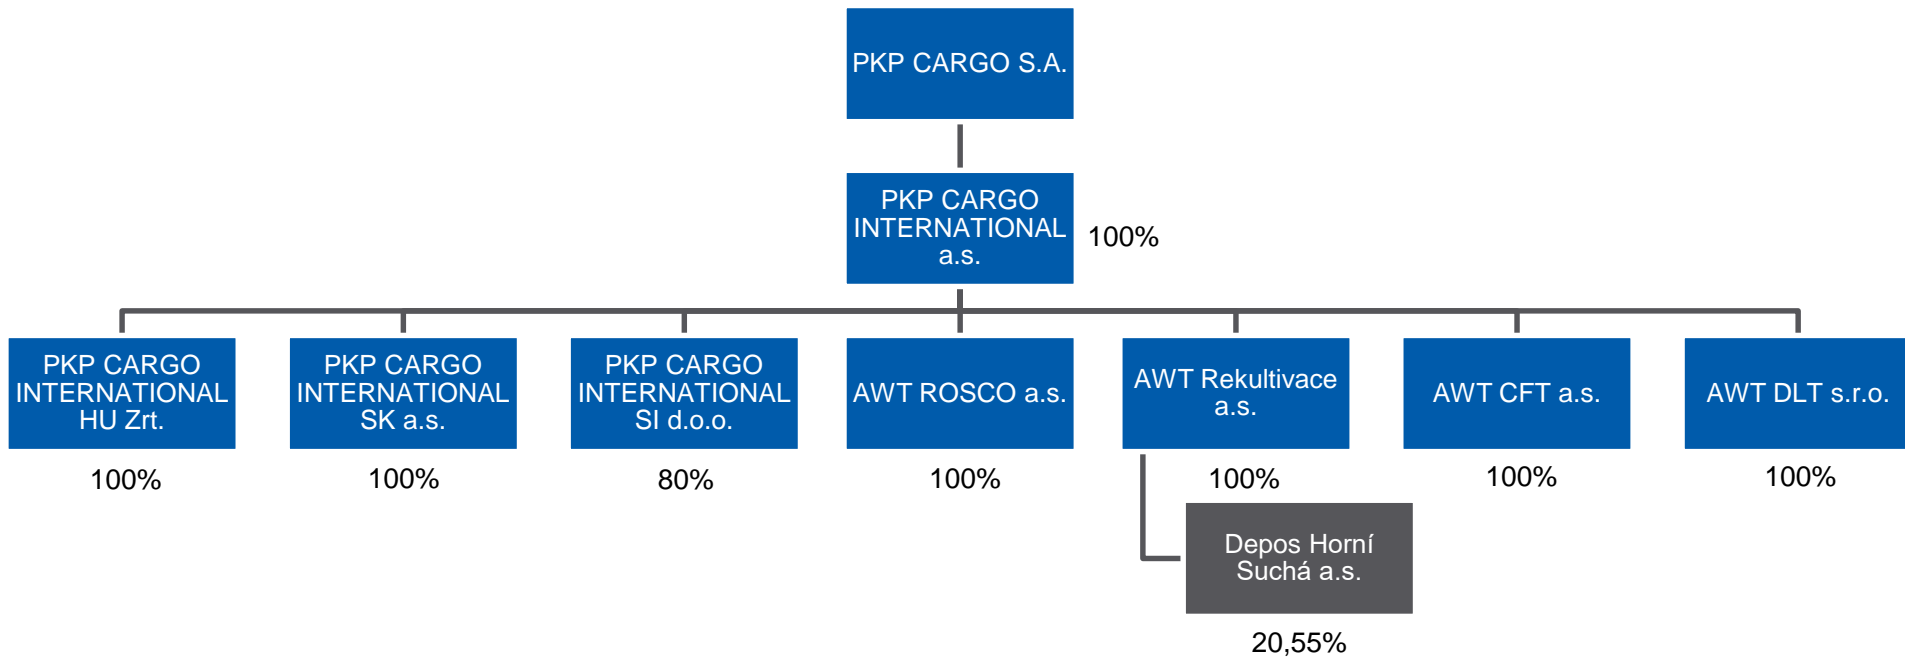 PKP CARGO S.A.
PKP CARGO
INTERNATIONAL
a.s.
100%
PKP CARGO
INTERNATIONAL
HU Zrt.
100%
PKP CARGO
INTERNATIONAL
SK a.s.
100%
PKP CARGO
INTERNATIONAL
SI d.o.o.
80%
AWT ROSCO a.s.
100%
AWT Rekultivace
a.s.
100%
AWT CFT a.s.
100%
AWT DLT s.r.o.
100%
Depos Horní
Suchá a.s.
20,55%